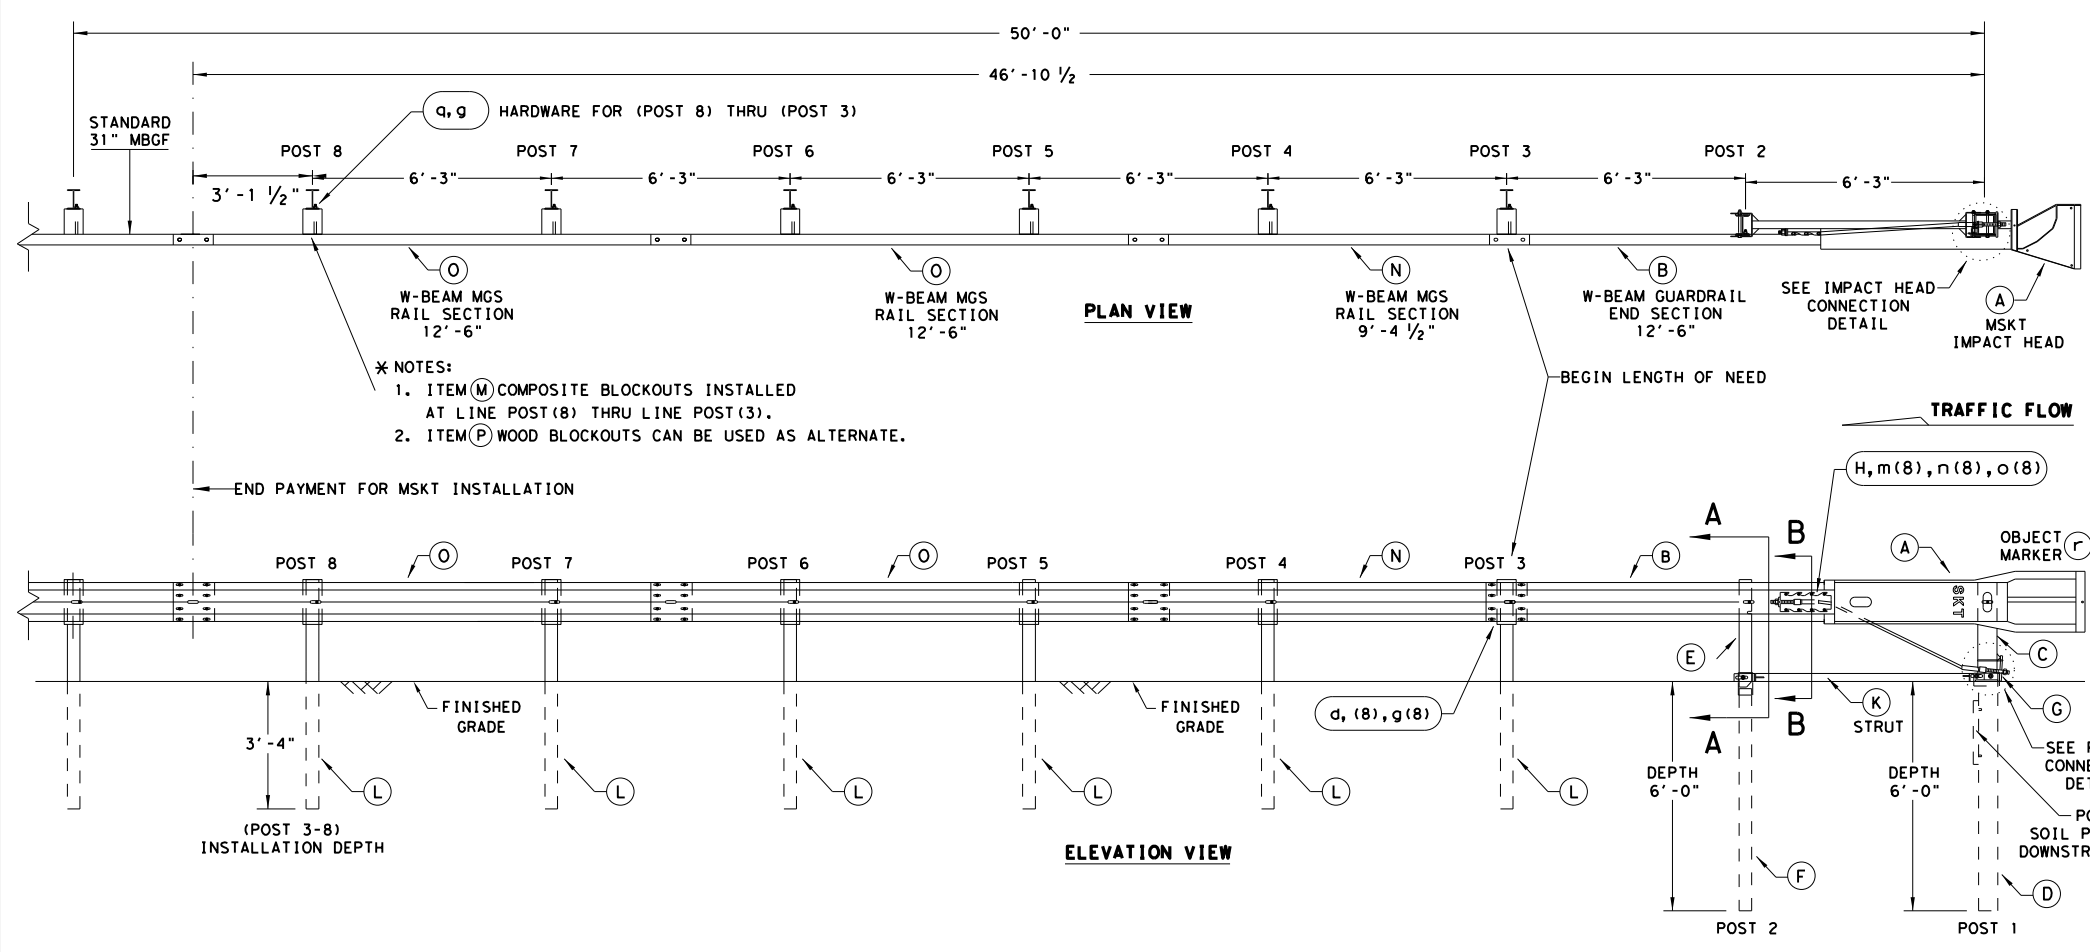 50'-0"
46'-10 ½
STANDARD
31" MBGF
q,g HARDWARE FOR (POST 8) THRU (POST 3)
POST 8
POST 7
POST 6
POST 5
POST 4
POST 3
POST 2
3'-1 ½"
6'-3"
6'-3"
6'-3"
6'-3"
6'-3"
6'-3"
6'-3"
O
W-BEAM MGS
RAIL SECTION
12'-6"
O
W-BEAM MGS
RAIL SECTION
12'-6"
PLAN VIEW
N
W-BEAM MGS
RAIL SECTION
9'-4 ½"
B
W-BEAM GUARDRAIL
END SECTION
12'-6"
SEE IMPACT HEAD
CONNECTION
DETAIL
A
MSKT
IMPACT HEAD
* NOTES:
1. ITEM M COMPOSITE BLOCKOUTS INSTALLED
AT LINE POST(8) THRU LINE POST(3).
2. ITEM P WOOD BLOCKOUTS CAN BE USED AS ALTERNATE.
BEGIN LENGTH OF NEED
TRAFFIC FLOW
END PAYMENT FOR MSKT INSTALLATION
H,m(8),n(8),o(8)
POST 8
O
POST 7
POST 6
O
POST 5
POST 4
N
POST 3
B
A
B
A
OBJECT
MARKER r
SKT
E
C
FINISHED
GRADE
FINISHED
GRADE
d, (8),g(8)
A
B
K
STRUT
G
3'-4"
L
L
L
L
L
L
DEPTH
6'-0"
DEPTH
6'-0"
SEE
CONNE
DE
SOIL P
DOWNSTR
(POST 3-8)
INSTALLATION DEPTH
ELEVATION VIEW
F
D
POST 2
POST 1